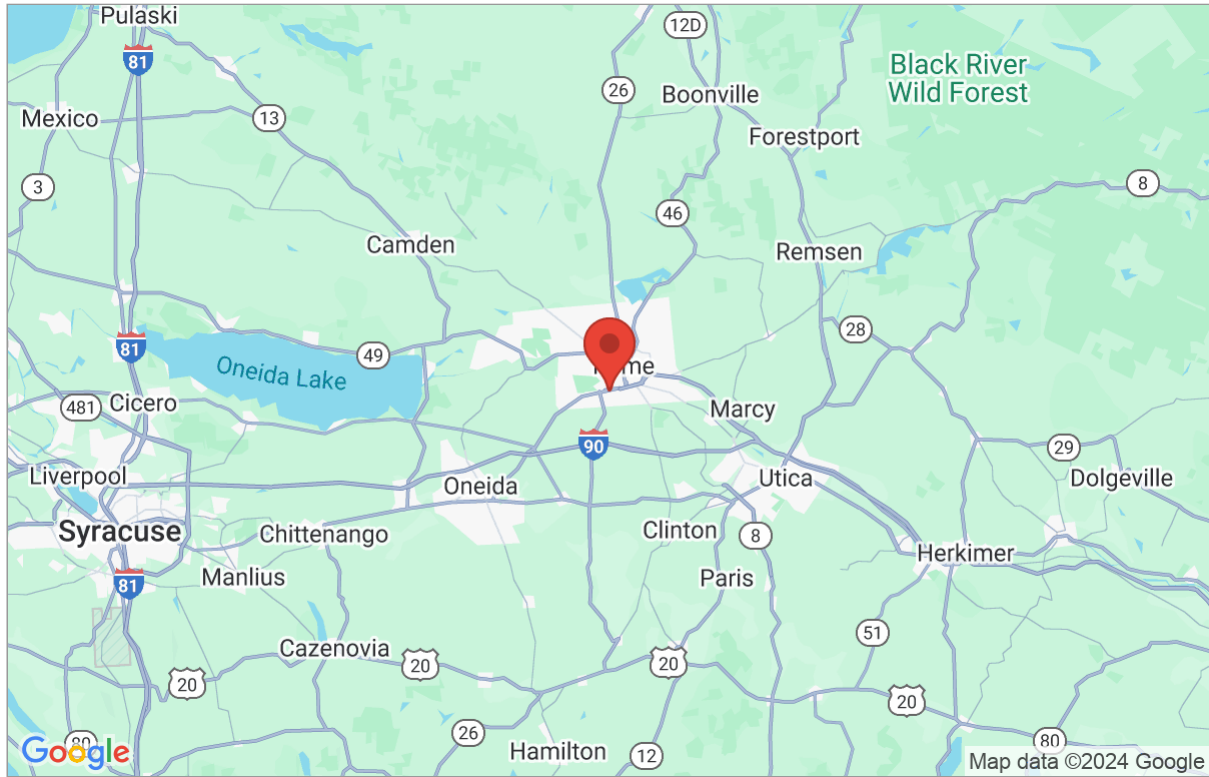 Pulaski
12D
81
Black River
Wild Forest
26
Boonville
Mexico
13
Forestport
3
8
46
Camden
Remsen
28
81
49
Oneida Lake
Cicero
481
Marcy
90
29
Liverpool
Oneida
Utica
Dolgeville
Syracuse
Chittenango
Clinton
8
Herkimer
81
Manlius
Paris
51
Cazenovia
20
20
20
20
26
Hamilton
12
80
80
Google
Map data ©2024 Google